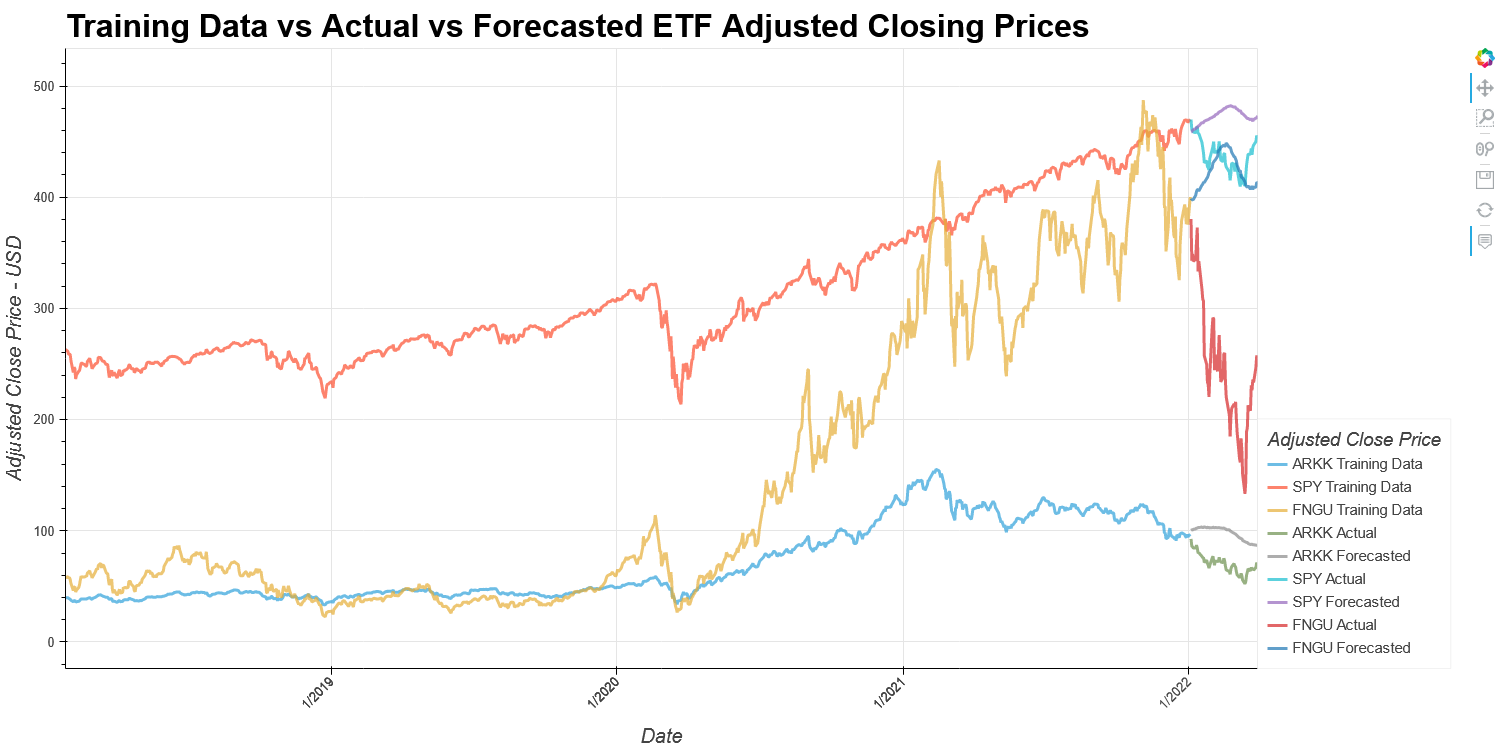 Training Data vs Actual vs Forecasted ETF Adjusted Closing Prices
Adjusted Close Price - USD
500
400
300
200
100
0
1/2019
1/2020
1/2021
1/2022
Date
Adjusted Close Price
ARKK Training Data
SPY Training Data
FNGU Training Data
ARKK Actual
ARKK Forecasted
SPY Actual
SPY Forecasted
FNGU Actual
FNGU Forecasted